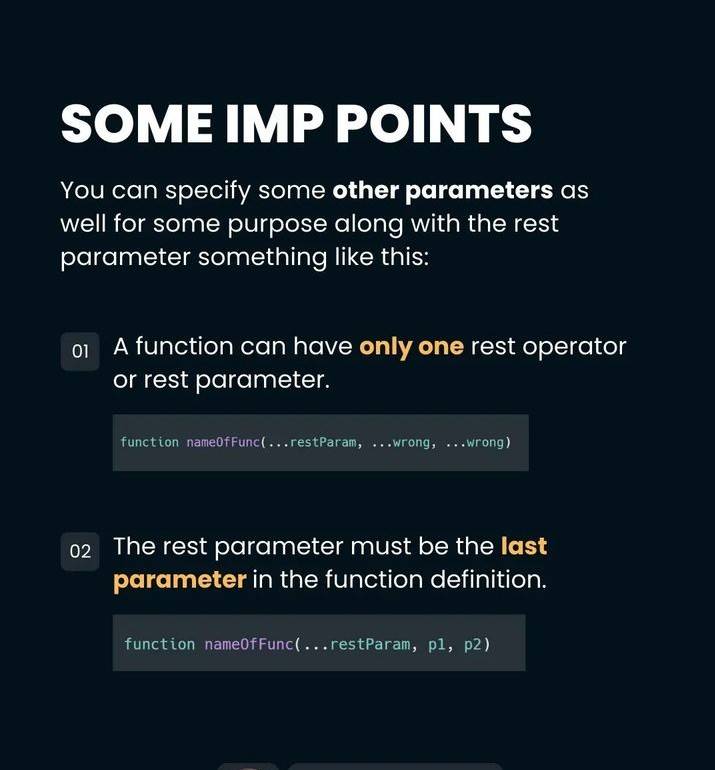 SOME IMP POINTS
You can specify some other parameters as
well for some purpose along with the rest
parameter something like this:
01
A function can have only one rest operator
or rest parameter.
function nameOfFunc(...restParam, ...wrong, ...wrong)
02
The rest parameter must be the last
parameter in the function definition.
function nameOfFunc(...restParam, p1, p2)